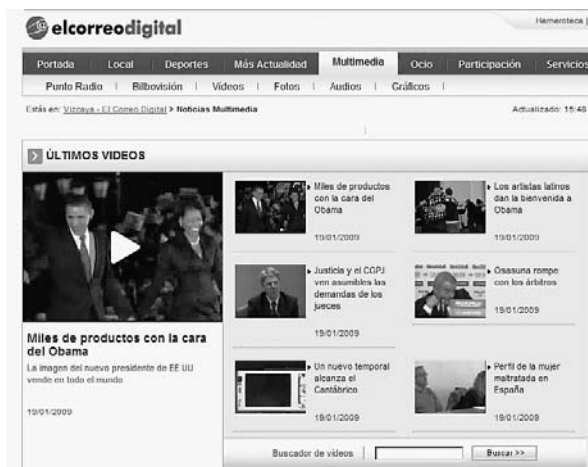 elcorreodigital
Hemeroteca |
Portada Local Deportes Más Actualidad Multimedia Ocio Participación Servicios
Punto Radio | Bilbovisión | Vídeos | Fotos | Audios | Gráficos |
Estás en: Vizcaya - El Correo Digital > Noticias Multimedia
Actualizado: 15:48
ÚLTIMOS VIDEOS
Miles de productos con la cara
del Obama
La imagen del nuevo presidente de EE UU
vende en todo el mundo
19/01/2009
Miles de productos
con la cara del
Obama
19/01/2009
Los artistas latinos
dan la bienvenida a
Obama
19/01/2009
Justicia y el CGPJ
ven asumibles las
demandas de los
jueces
19/01/2009
Osasuna rompe
con los árbitros
19/01/2009
Un nuevo temporal
alcanza el
Cantábrico
19/01/2009
Perfil de la mujer
maltratada en
España
19/01/2009
Buscador de vídeos | Buscar >>